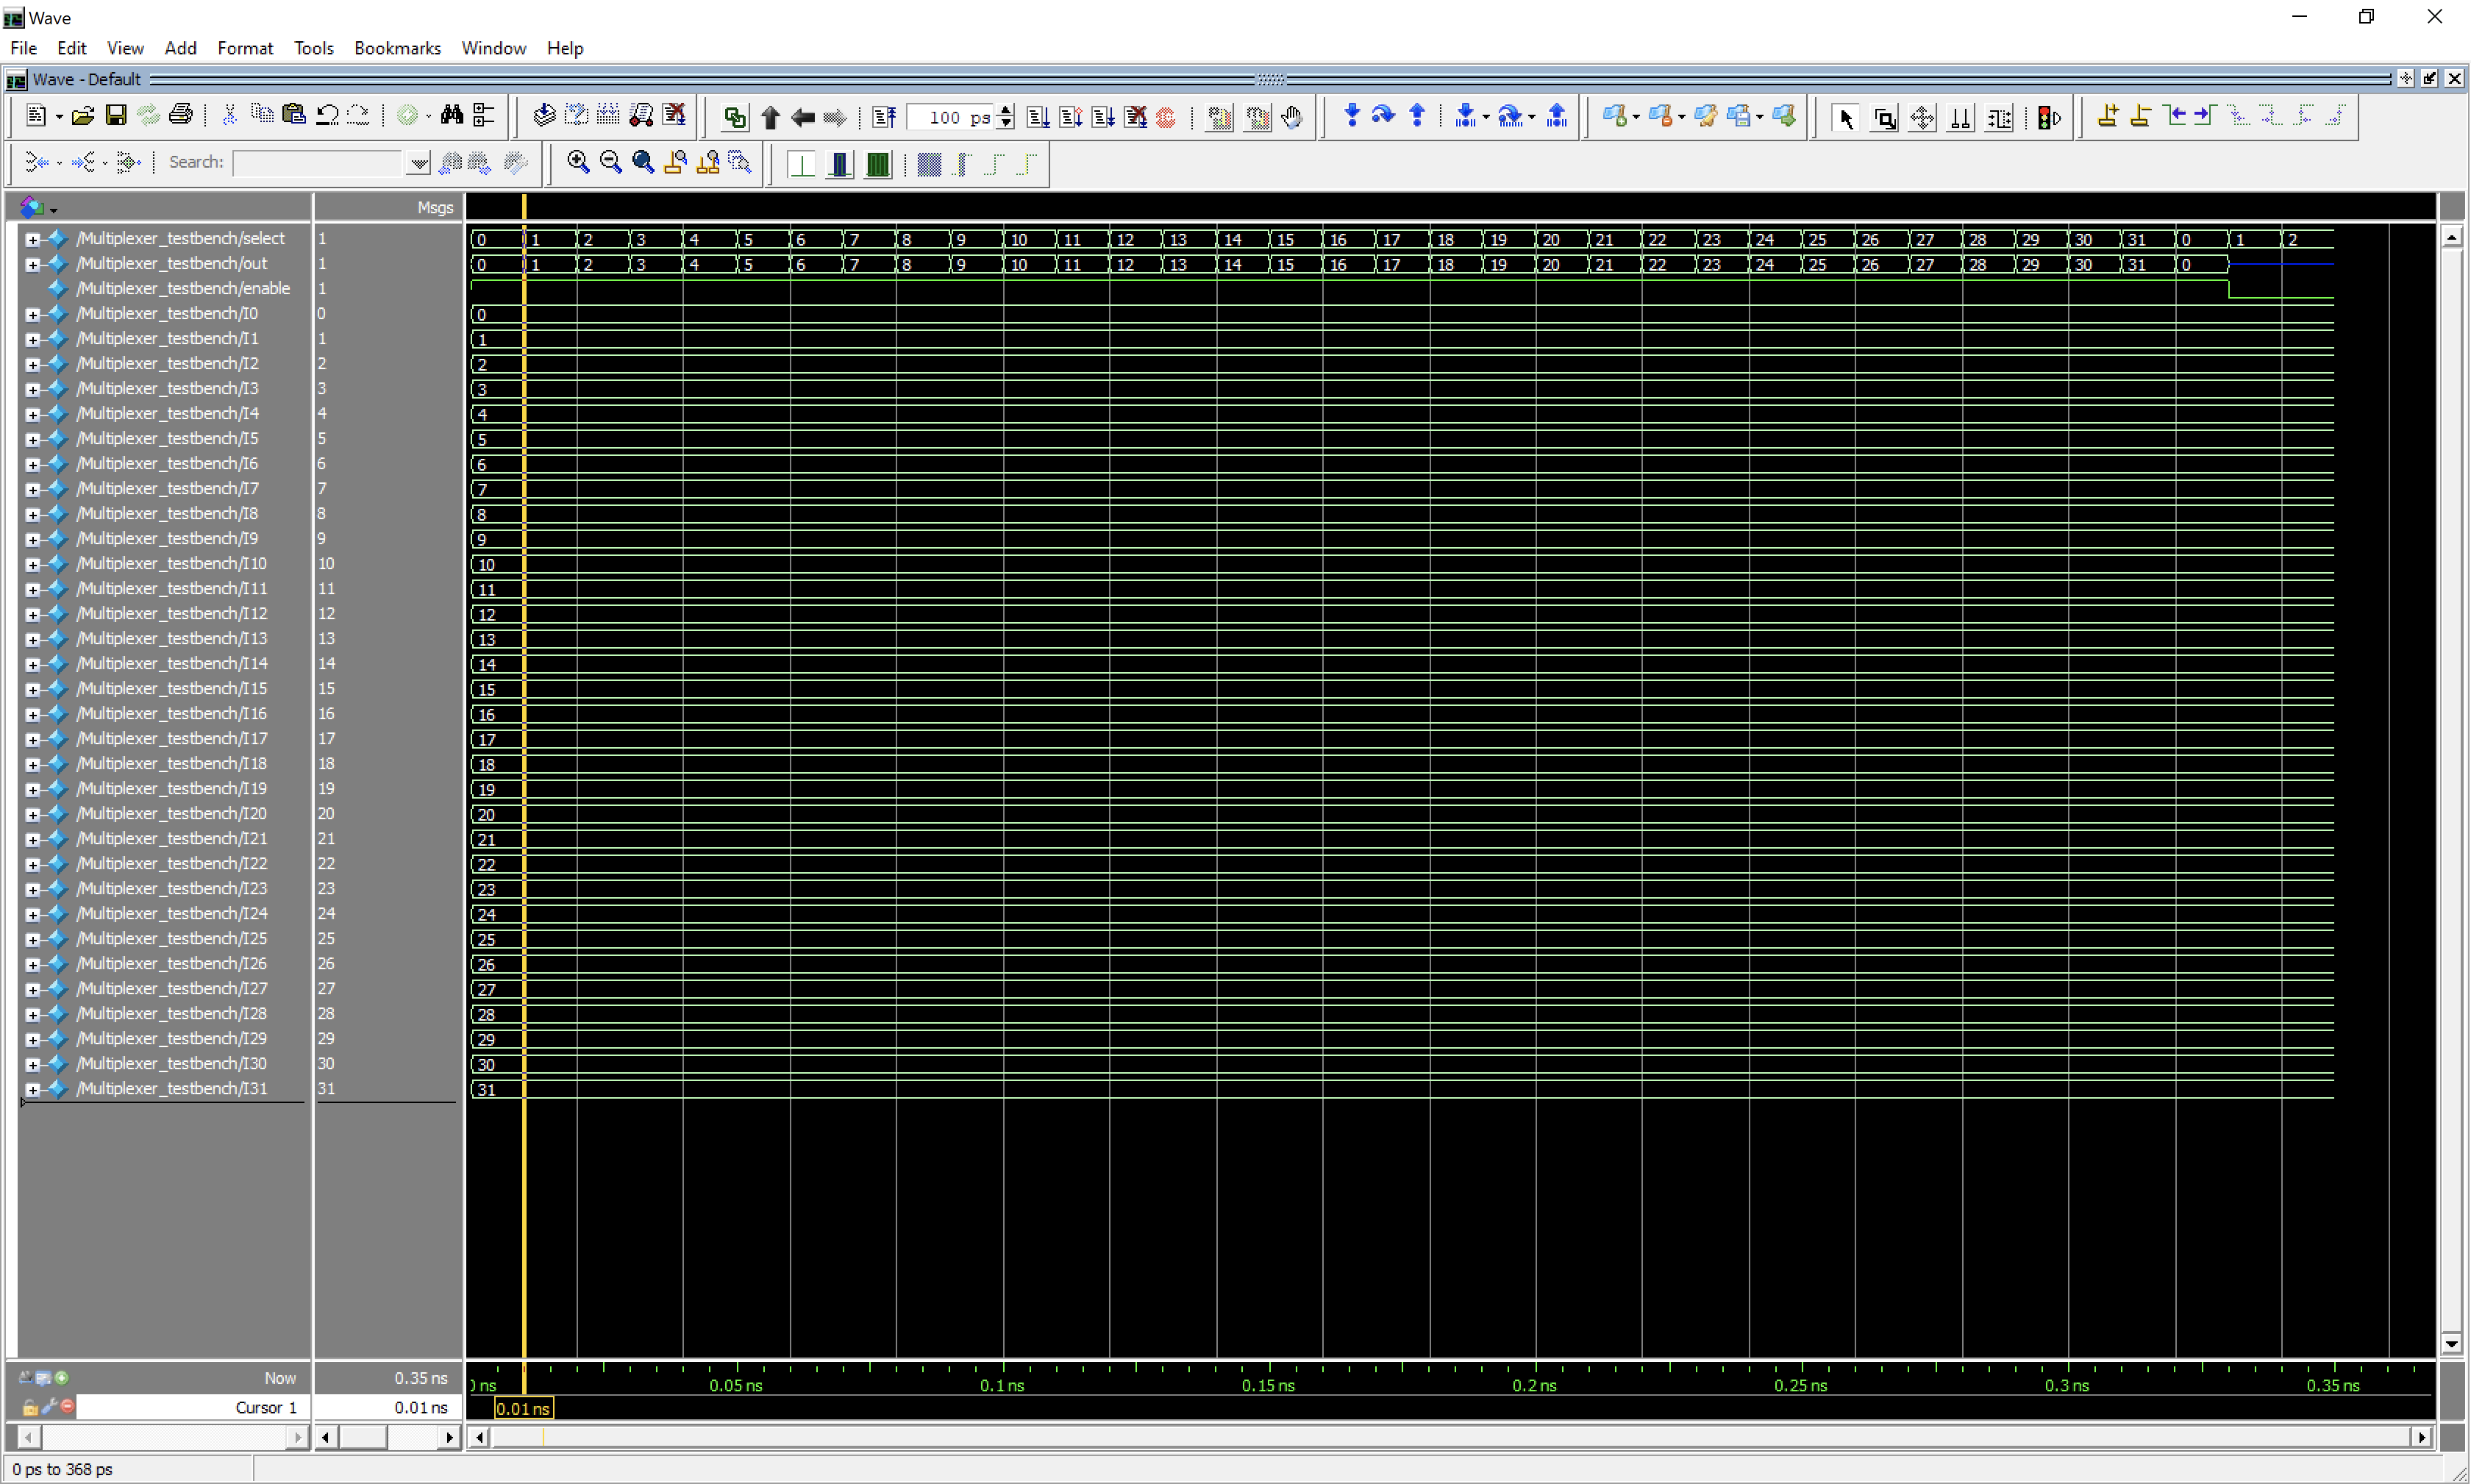 Wave
File Edit View Add Format Tools Bookmarks Window Help
Wave - Default
100 ps
Search:
Msgs
/Multiplexer_testbench/select 1 0 1 2 3 4 5 6 7 8 9 10 11 12 13 14 15 16 17 18 19 20 21 22 23 24 25 26 27 28 29 30 31 0 1 2
/Multiplexer_testbench/out 1 0 1 2 3 4 5 6 7 8 9 10 11 12 13 14 15 16 17 18 19 20 21 22 23 24 25 26 27 28 29 30 31 0
/Multiplexer_testbench/enable 1
/Multiplexer_testbench/I0 0 0
/Multiplexer_testbench/I1 1 1
/Multiplexer_testbench/I2 2 2
/Multiplexer_testbench/I3 3 3
/Multiplexer_testbench/I4 4 4
/Multiplexer_testbench/I5 5 5
/Multiplexer_testbench/I6 6 6
/Multiplexer_testbench/I7 7 7
/Multiplexer_testbench/I8 8 8
/Multiplexer_testbench/I9 9 9
/Multiplexer_testbench/I10 10 10
/Multiplexer_testbench/I11 11 11
/Multiplexer_testbench/I12 12 12
/Multiplexer_testbench/I13 13 13
/Multiplexer_testbench/I14 14 14
/Multiplexer_testbench/I15 15 15
/Multiplexer_testbench/I16 16 16
/Multiplexer_testbench/I17 17 17
/Multiplexer_testbench/I18 18 18
/Multiplexer_testbench/I19 19 19
/Multiplexer_testbench/I20 20 20
/Multiplexer_testbench/I21 21 21
/Multiplexer_testbench/I22 22 22
/Multiplexer_testbench/I23 23 23
/Multiplexer_testbench/I24 24 24
/Multiplexer_testbench/I25 25 25
/Multiplexer_testbench/I26 26 26
/Multiplexer_testbench/I27 27 27
/Multiplexer_testbench/I28 28 28
/Multiplexer_testbench/I29 29 29
/Multiplexer_testbench/I30 30 30
/Multiplexer_testbench/I31 31 31
Now 0.35 ns ns 0.05 ns 0.1 ns 0.15 ns 0.2 ns 0.25 ns 0.3 ns 0.35 ns
Cursor 1 0.01 ns 0.01 ns
0 ps to 368 ps